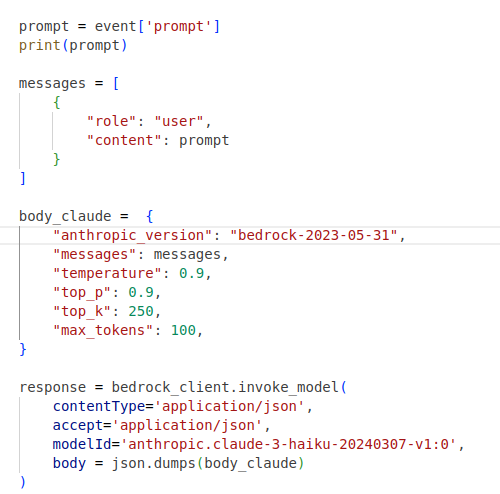 prompt = event['prompt']
print(prompt)
messages = [
{
"role": "user",
"content": prompt
}
]
body_claude =  {
"anthropic_version": "bedrock-2023-05-31",
"messages": messages,
"temperature": 0.9,
"top_p": 0.9,
"top_k": 250,
"max_tokens": 100,
}
response = bedrock_client.invoke_model(
contentType='application/json',
accept='application/json',
modelId='anthropic.claude-3-haiku-20240307-v1:0',
body = json.dumps(body_claude)
)